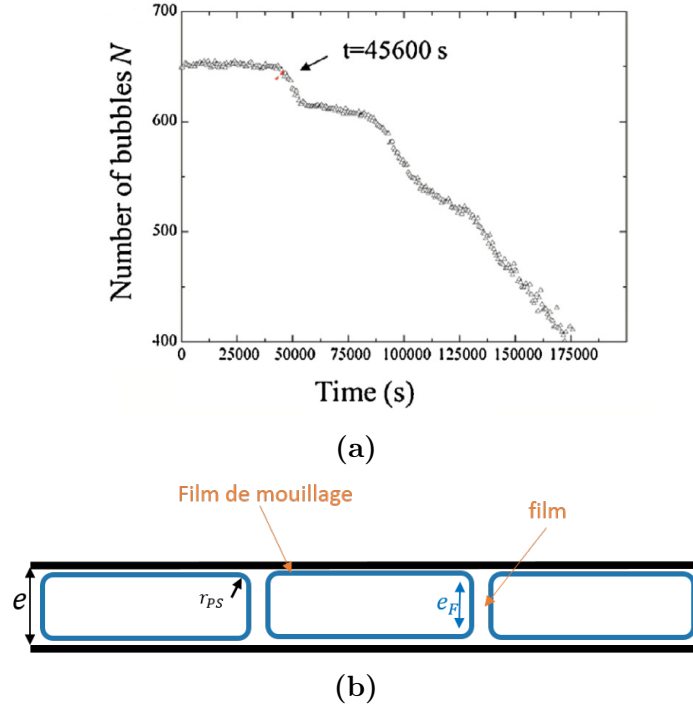 700
600
500
400
Number of bubbles N
t=45600 s
0 25000 50000 75000 100000 125000 150000 175000
Time (s)
(a)
Film de mouillage
film
e
r_PS
e_F
(b)